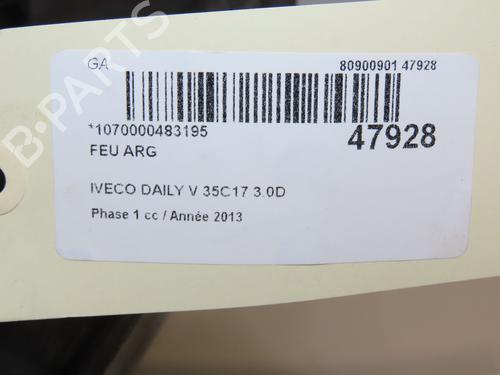 GA 80900901 47928
*1070000483195 47928
FEU ARG
IVECO DAILY V 35C17 3.0D
Phase 1 cc / Année 2013
B-PARTS